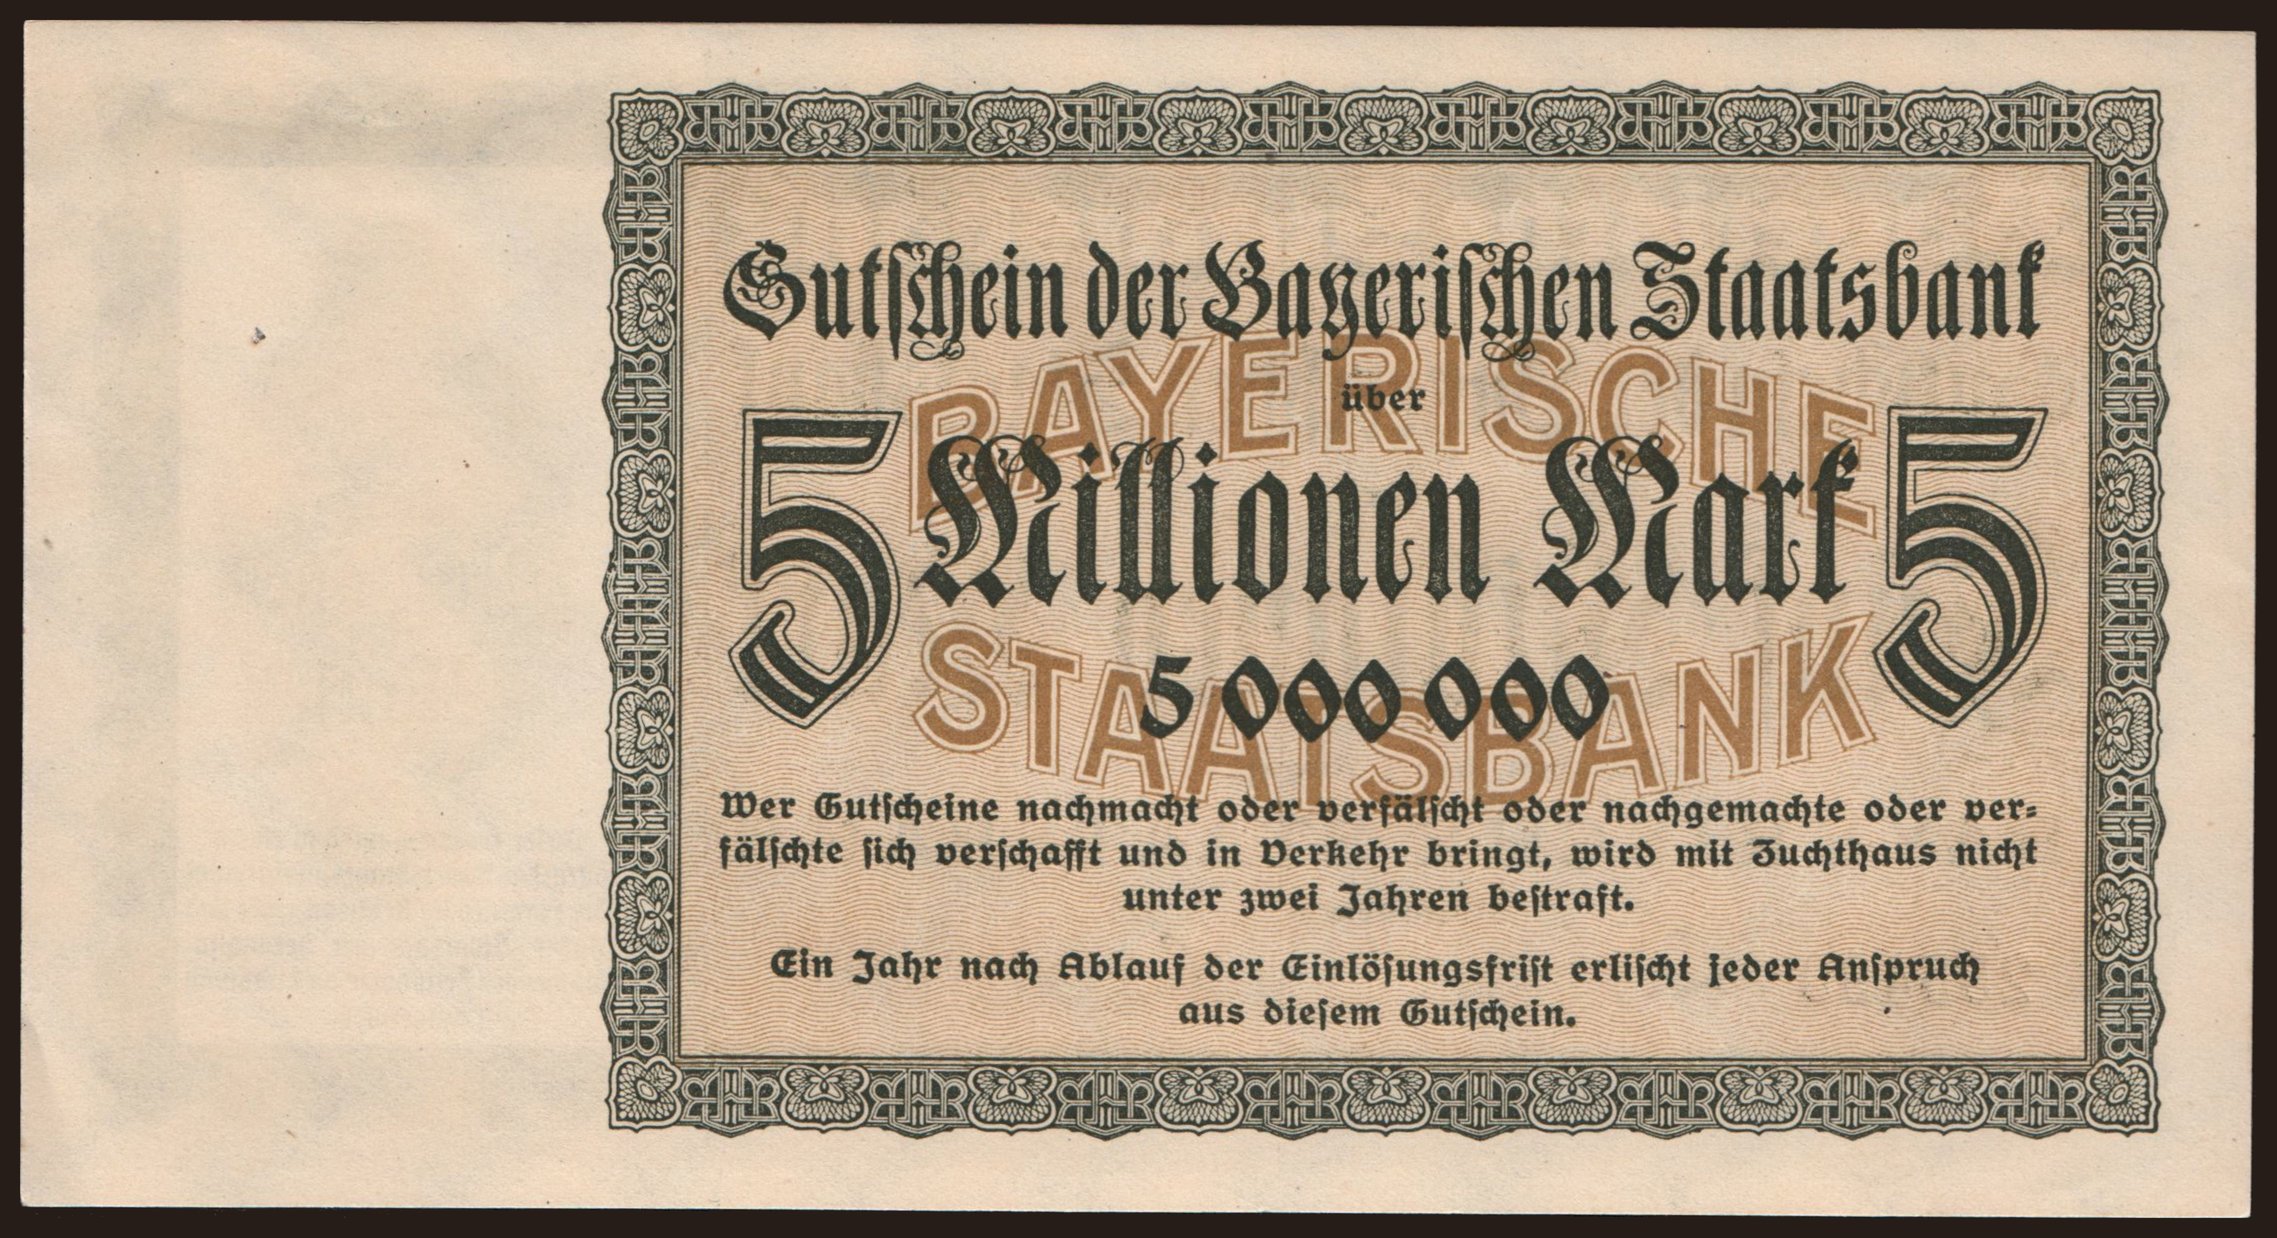 Gutschein der Bayerischen Staatsbank
über
BAYERISCHE
5 Millionen Mark 5
STAATSBANK
5 000 000
Wer Gutscheine nachmacht oder verfälscht oder nachgemachte oder ver=
fälschte sich verschafft und in Verkehr bringt, wird mit Zuchthaus nicht
unter zwei Jahren bestraft.
Ein Jahr nach Ablauf der Einlösungsfrist erlischt jeder Anspruch
aus diesem Gutschein.